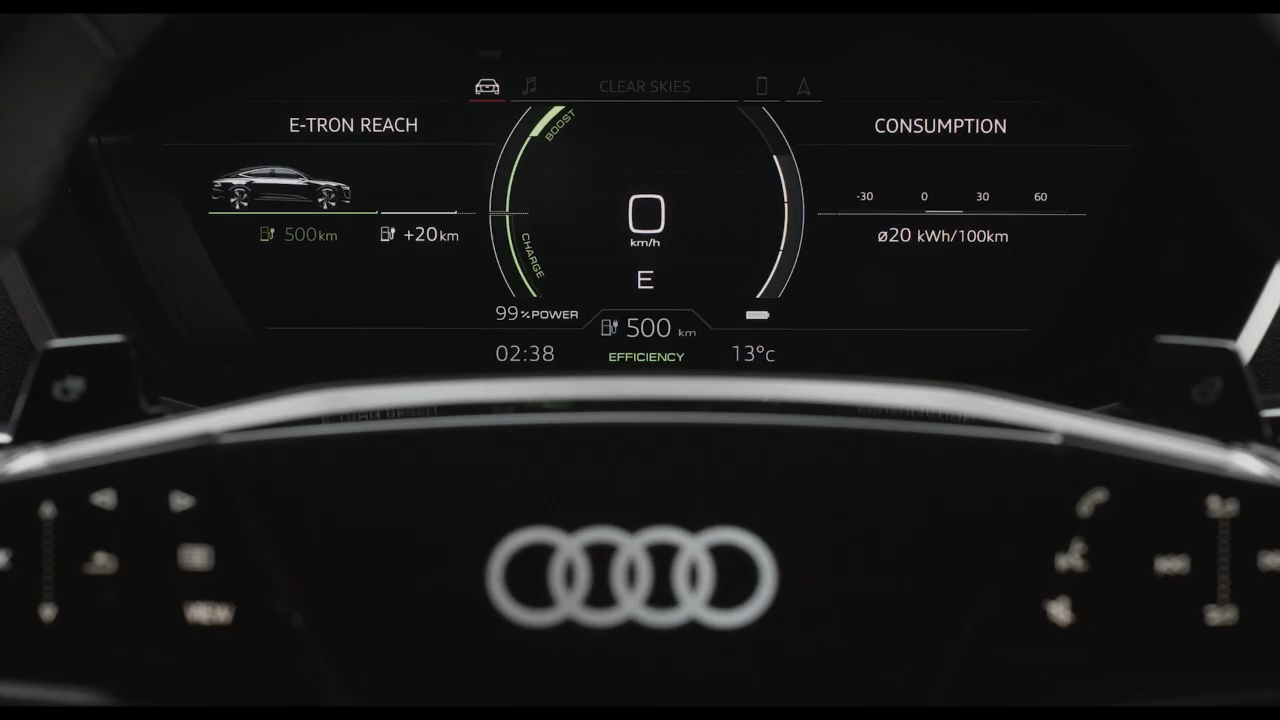 CLEAR SKIES
E-TRON REACH
CONSUMPTION
BOOST
-30 0 30 60
500km
+20km
km/h
ø20 kWh/100km
CHARGE
0
E
99%POWER
500 km
02:38
EFFICIENCY
13°c
VIEW